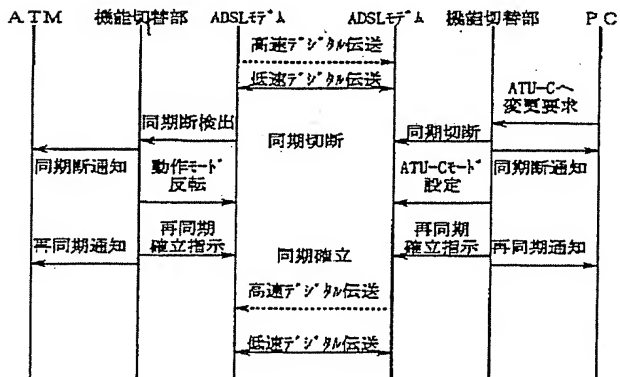 ATM 機能切替部 ADSLﾓﾃﾞﾑ ADSLﾓﾃﾞﾑ 機能切替部 PC
高速ﾃﾞｼﾞﾀﾙ伝送
低速ﾃﾞｼﾞﾀﾙ伝送
ATU-Cへ
変更要求
同期断検出
同期切断
同期切断
同期断通知
動作ﾓｰﾄﾞ
反転
ATU-Cﾓｰﾄﾞ
設定
同期断通知
再同期通知
再同期
確立指示
同期確立
再同期
確立指示
再同期通知
高速ﾃﾞｼﾞﾀﾙ伝送
低速ﾃﾞｼﾞﾀﾙ伝送